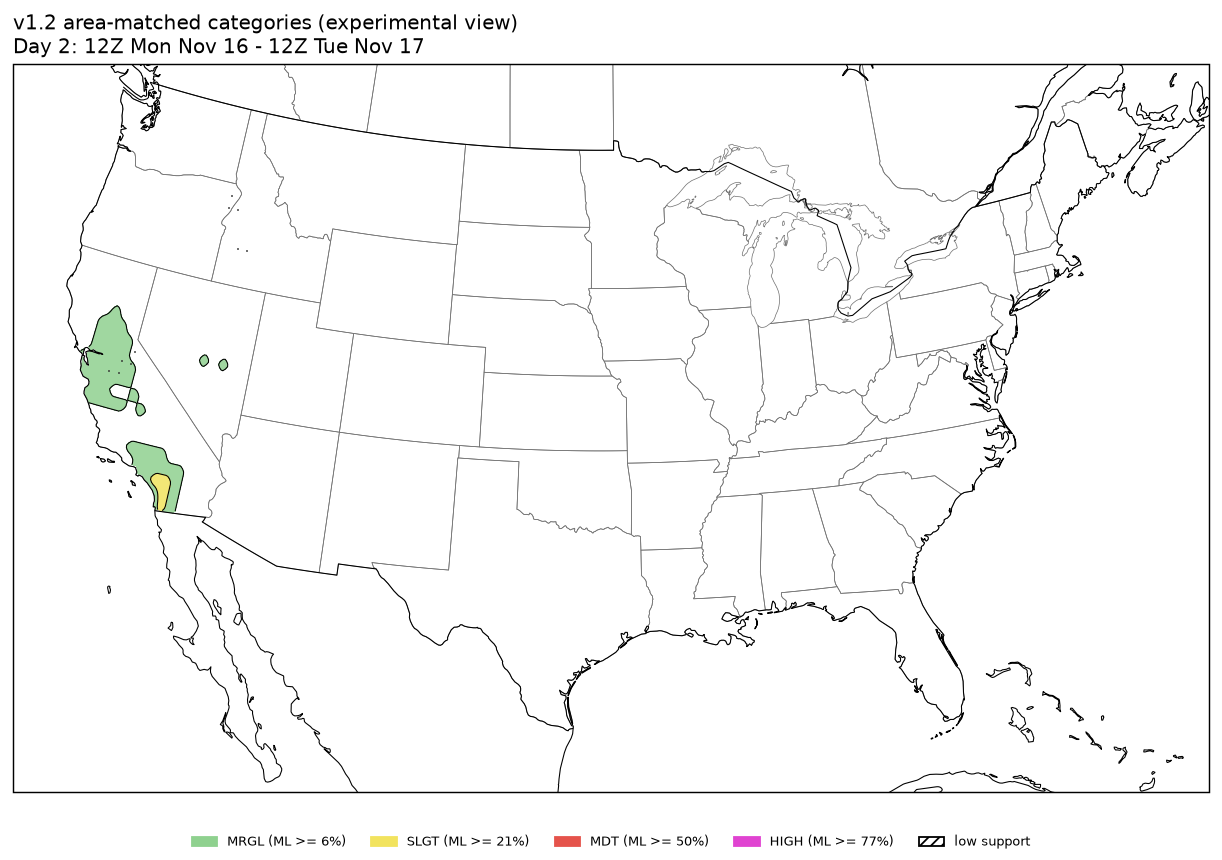 v1.2 area-matched categories (experimental view)
Day 2: 12Z Mon Nov 16 - 12Z Tue Nov 17
MRGL (ML >= 6%) SLGT (ML >= 21%) MDT (ML >= 50%) HIGH (ML >= 77%) low support